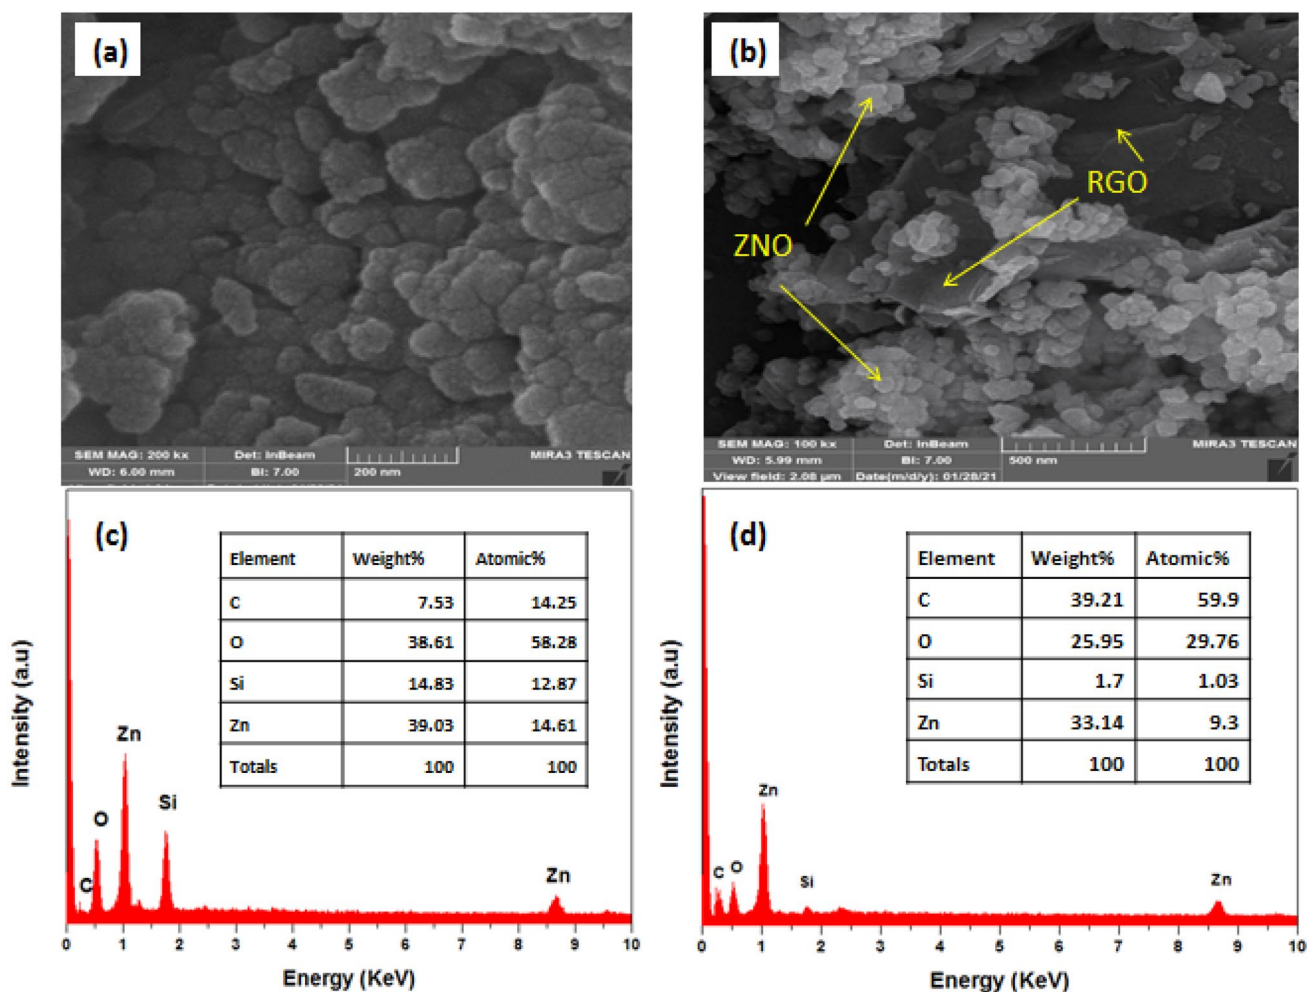 (a)
SEM MAG: 200 kx Det: InBeam
WD: 6.00 mm BI: 7.00 200 nm
MIRA3 TESCAN
(b)
ZNO
RGO
SEM MAG: 100 kx Det: InBeam
WD: 5.99 mm BI: 7.00 500 nm
View field: 2.08 μm Date(m/d/y): 01/28/21
MIRA3 TESCAN
(c)
Element Weight% Atomic%
C 7.53 14.25
O 38.61 58.28
Si 14.83 12.87
Zn 39.03 14.61
Totals 100 100
C
O
Zn
Si
Zn
Intensity (a.u)
0 1 2 3 4 5 6 7 8 9 10
Energy (KeV)
(d)
Element Weight% Atomic%
C 39.21 59.9
O 25.95 29.76
Si 1.7 1.03
Zn 33.14 9.3
Totals 100 100
C
O
Zn
Si
Zn
Intensity (a.u)
0 1 2 3 4 5 6 7 8 9 10
Energy (KeV)